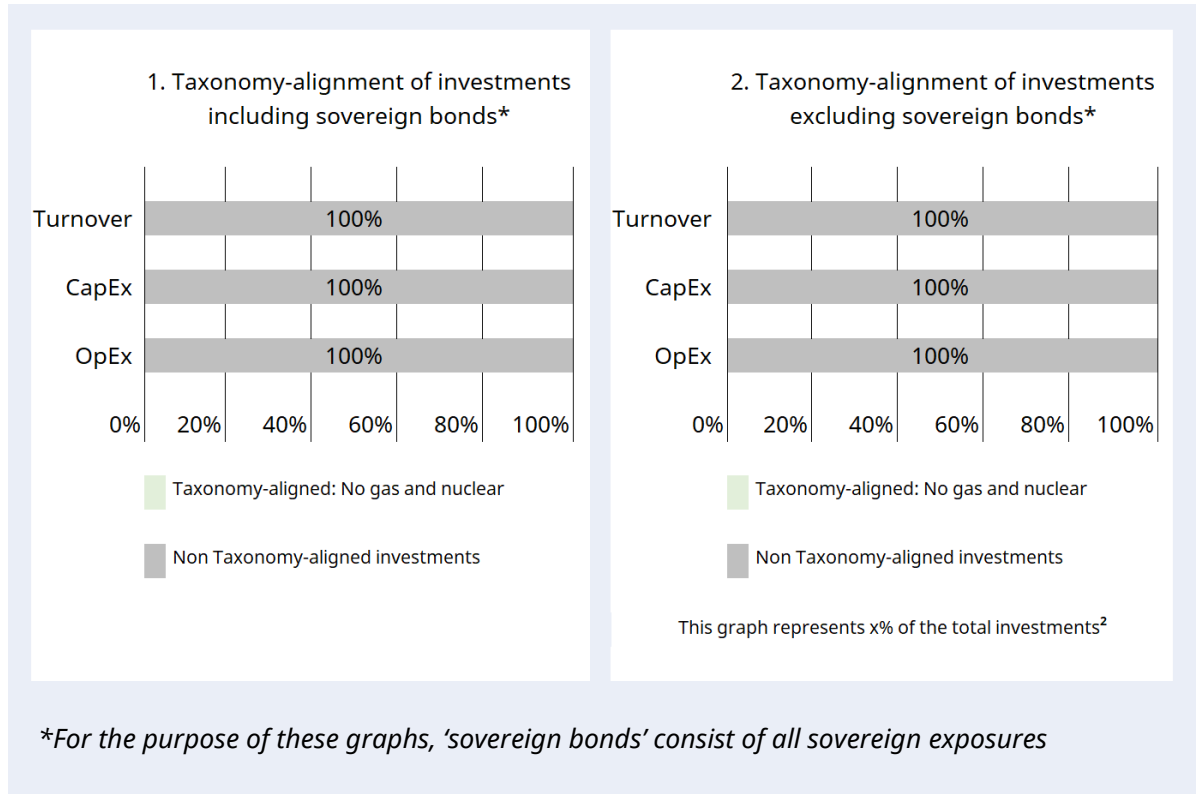 1. Taxonomy-alignment of investments
including sovereign bonds*
Turnover
100%
CapEx
100%
OpEx
100%
0% 20% 40% 60% 80% 100%
Taxonomy-aligned: No gas and nuclear
Non Taxonomy-aligned investments
2. Taxonomy-alignment of investments
excluding sovereign bonds*
Turnover
100%
CapEx
100%
OpEx
100%
0% 20% 40% 60% 80% 100%
Taxonomy-aligned: No gas and nuclear
Non Taxonomy-aligned investments
This graph represents x% of the total investments²
*For the purpose of these graphs, ‘sovereign bonds’ consist of all sovereign exposures